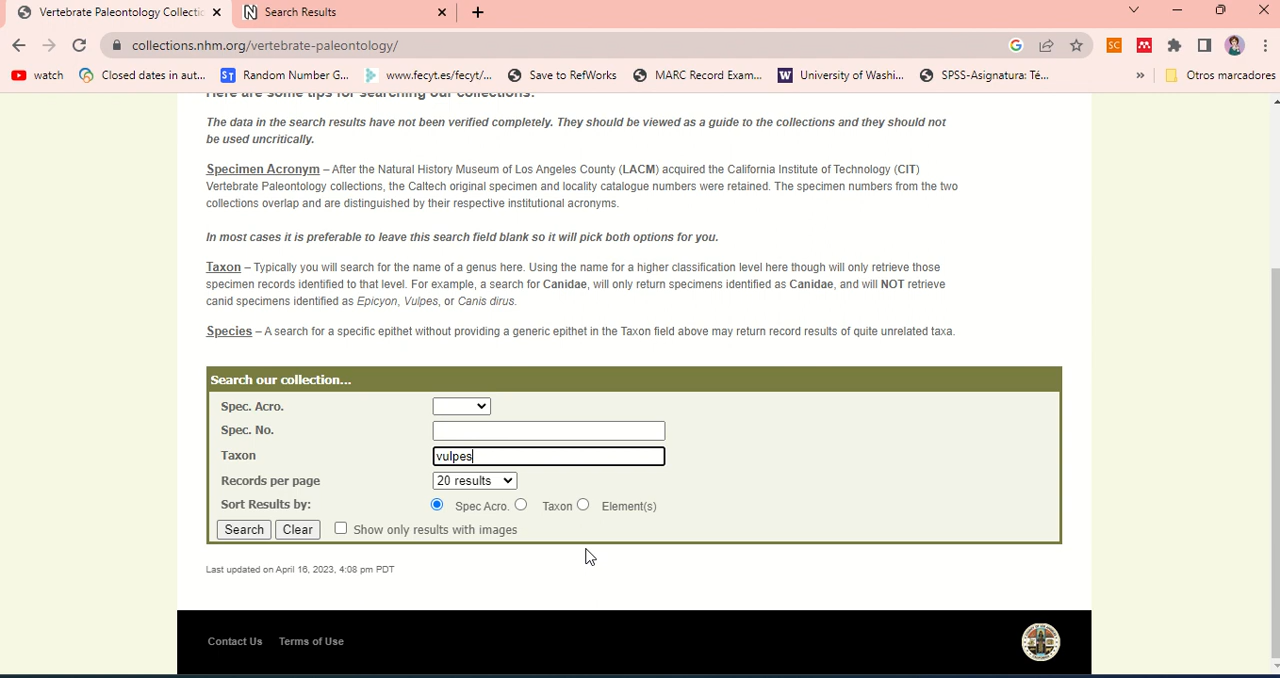 Vertebrate Paleontology Collectio
Search Results
collections.nhm.org/vertebrate-paleontology/
watch
Closed dates in aut...
Random Number G...
www.fecyt.es/fecyt/...
Save to RefWorks
MARC Record Exam...
University of Washi...
SPSS-Asignatura: Té...
»
Otros marcadores
Here are some tips for searching our collections:
The data in the search results have not been verified completely. They should be viewed as a guide to the collections and they should not
be used uncritically.
Specimen Acronym – After the Natural History Museum of Los Angeles County (LACM) acquired the California Institute of Technology (CIT)
Vertebrate Paleontology collections, the Caltech original specimen and locality catalogue numbers were retained. The specimen numbers from the two
collections overlap and are distinguished by their respective institutional acronyms.
In most cases it is preferable to leave this search field blank so it will pick both options for you.
Taxon – Typically you will search for the name of a genus here. Using the name for a higher classification level here though will only retrieve those
specimen records identified to that level. For example, a search for Canidae, will only return specimens identified as Canidae, and will NOT retrieve
canid specimens identified as Epicyon, Vulpes, or Canis dirus.
Species – A search for a specific epithet without providing a generic epithet in the Taxon field above may return record results of quite unrelated taxa.
Search our collection...
Spec. Acro.
Spec. No.
Taxon vulpes
Records per page 20 results
Sort Results by: Spec Acro. Taxon Element(s)
Search Clear Show only results with images
Last updated on April 16, 2023, 4:08 pm PDT
Contact Us Terms of Use